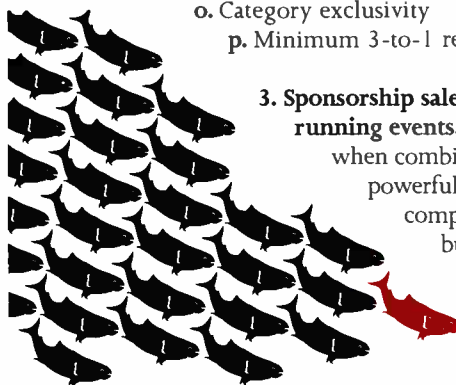 o. Category exclusivity
p. Minimum 3-to-1 re
3. Sponsorship sale
running events.
when combi
powerful
comp
bu